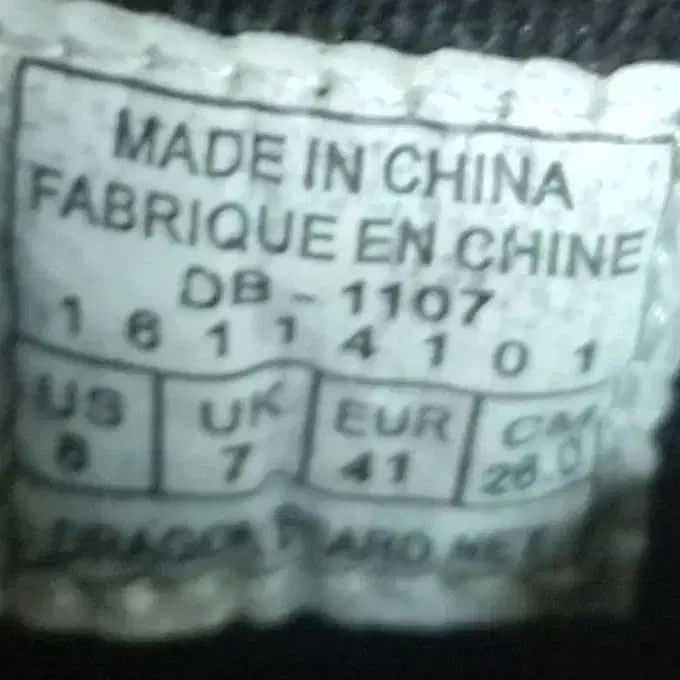 MADE IN CHINA
FABRIQUE EN CHINE
DB-1107
1 6 1 1 4 1 0 1
US UK EUR CM
8 7 41 26.0